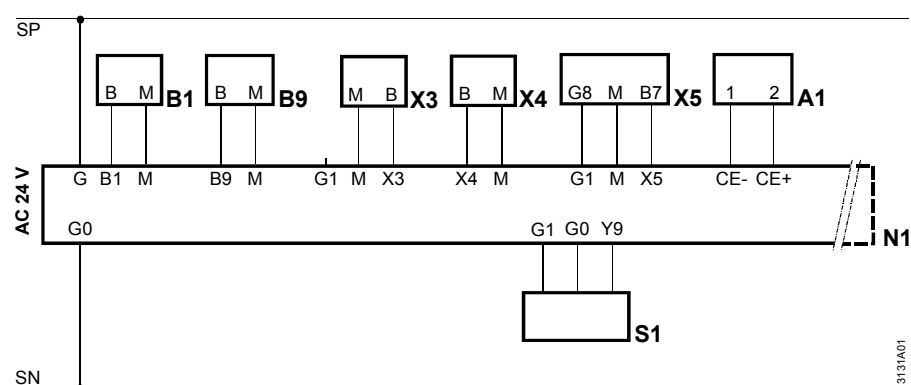 SP
B M B1
B M B9
M B X3
B M X4
G8 M B7 X5
1 2 A1
AC 24 V
G B1 M B9 M G1 M X3 X4 M G1 M X5 CE- CE+
G0 G1 G0 Y9
N1
S1
SN
3131A01